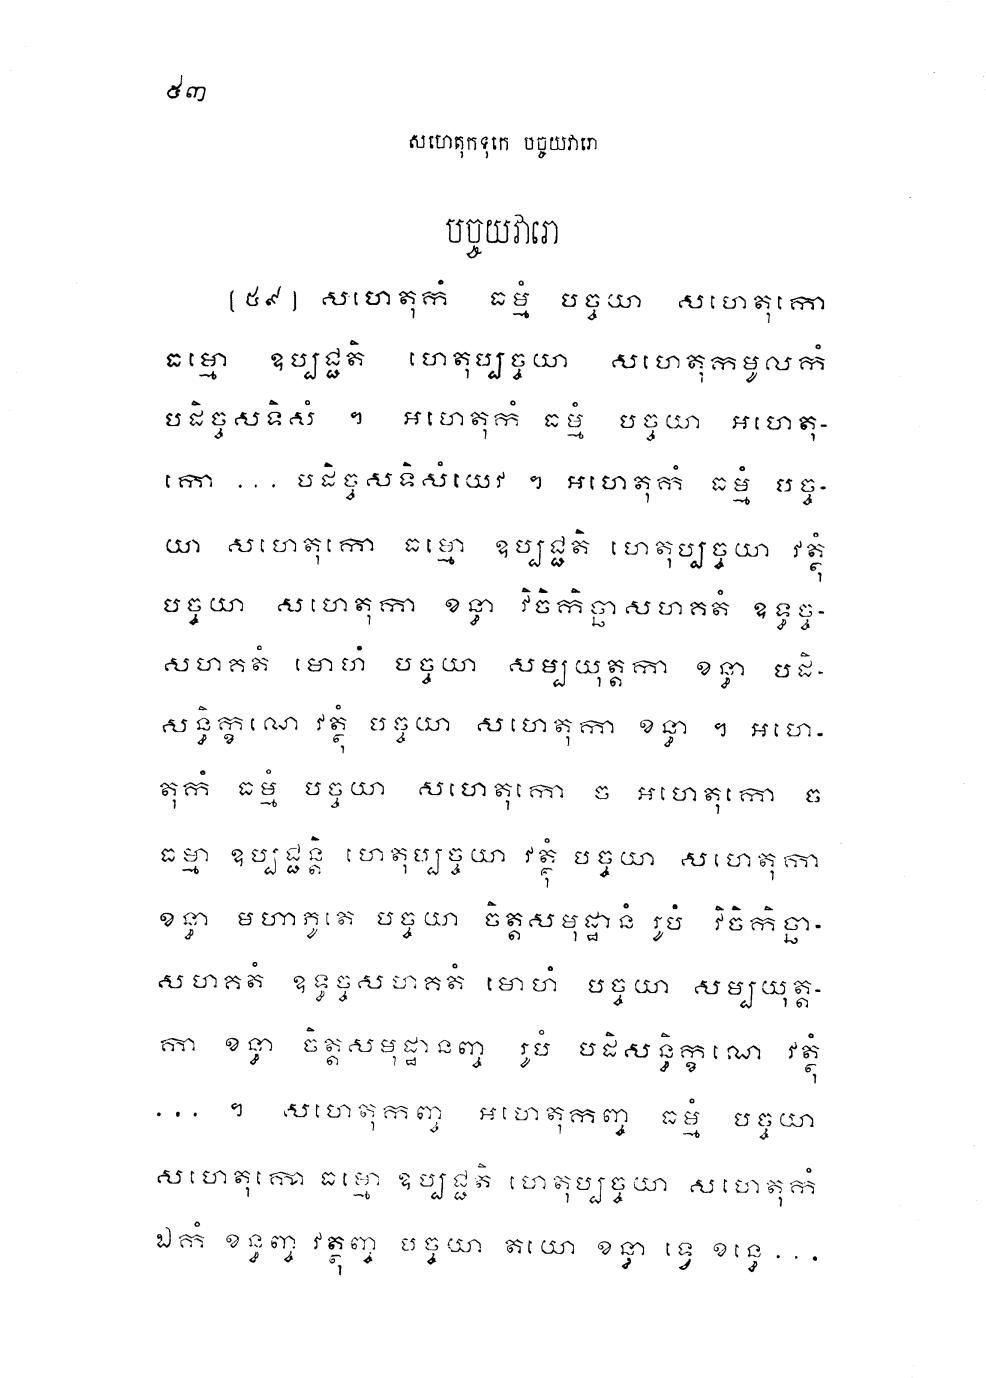 ៥៣
សហេតុកទុកេ បច្ចយវារោ
បច្ចយវារោ
[៥៩] សហេតុកំ ធម្មំ បច្ចយា សហេតុកោ
ធម្មោ ឧប្បជ្ជតិ ហេតុប្បច្ចយា សហេតុកមូលកំ
បដិច្ចសទិសំ ។ អហេតុកំ ធម្មំ បច្ចយា អហេតុ-
កោ ... បដិច្ចសទិសំយេវ ។ អហេតុកំ ធម្មំ បច្ច-
យា សហេតុកោ ធម្មោ ឧប្បជ្ជតិ ហេតុប្បច្ចយា វត្ថុំ
បច្ចយា សហេតុកា ខន្ធា វិចិកិច្ឆាសហគតំ ឧទ្ធច្ច-
សហគតំ មោហំ បច្ចយា សម្បយុត្តកា ខន្ធា បដិ-
សន្ធិក្ខណេ វត្ថុំ បច្ចយា សហេតុកា ខន្ធា ។ អហេ-
តុកំ ធម្មំ បច្ចយា សហេតុកោ ច អហេតុកោ ច
ធម្មា ឧប្បជ្ជន្តិ ហេតុប្បច្ចយា វត្ថុំ បច្ចយា សហេតុកា
ខន្ធា មហាភូតេ បច្ចយា ចិត្តសមុដ្ឋានំ រូបំ វិចិកិច្ឆា-
សហគតំ ឧទ្ធច្ចសហគតំ មោហំ បច្ចយា សម្បយុត្ត-
កា ខន្ធា ចិត្តសមុដ្ឋានញ្ច រូបំ បដិសន្ធិក្ខណេ វត្ថុំ
... ។ សហេតុកញ្ច អហេតុកញ្ច ធម្មំ បច្ចយា
សហេតុកោ ធម្មោ ឧប្បជ្ជតិ ហេតុប្បច្ចយា សហេតុកំ
ឯកំ ខន្ធញ្ច វត្ថុញ្ច បច្ចយា តយោ ខន្ធា ទ្វេ ខន្ធេ ...